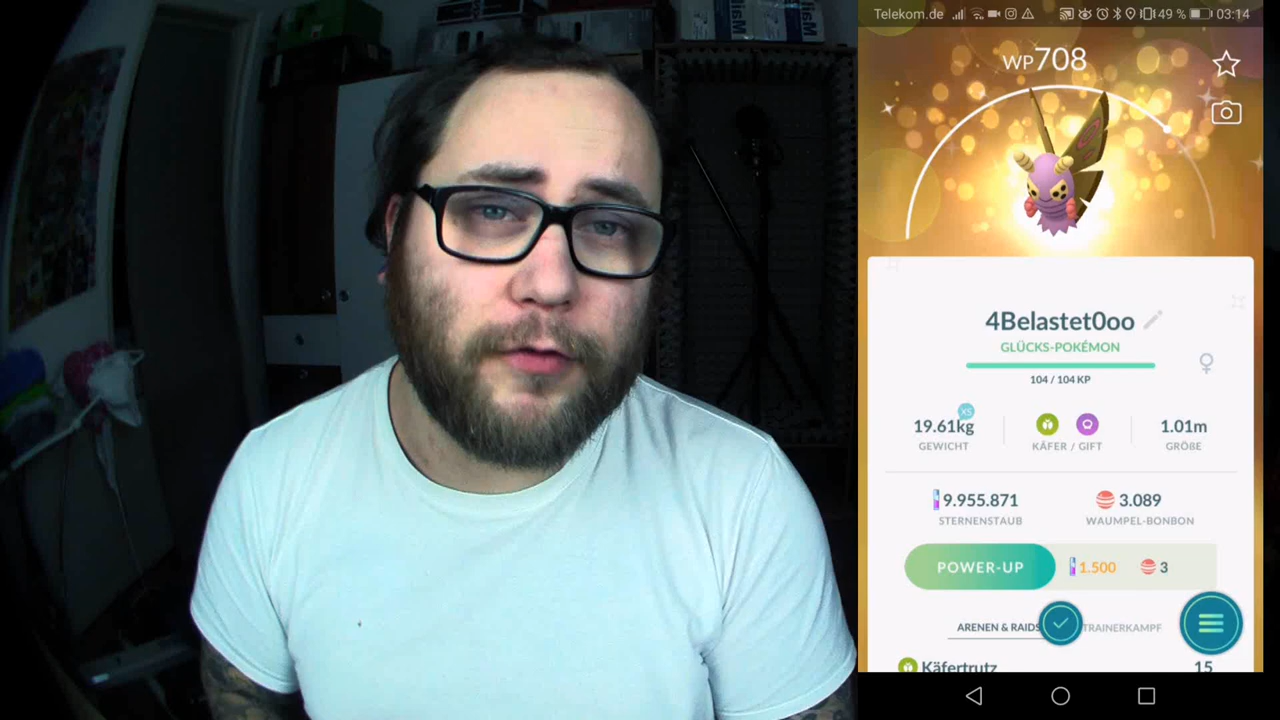 Mali
Mali
Telekom.de 49 % 03:14
WP708
4Belastet0oo
GLÜCKS-POKÉMON
104 / 104 KP
XS
19.61kg
GEWICHT
KÄFER / GIFT
1.01m
GRÖßE
9.955.871
STERNENSTAUB
3.089
WAUMPEL-BONBON
POWER-UP 1.500 3
ARENEN & RAIDS TRAINERKAMPF
Käfertrutz 15